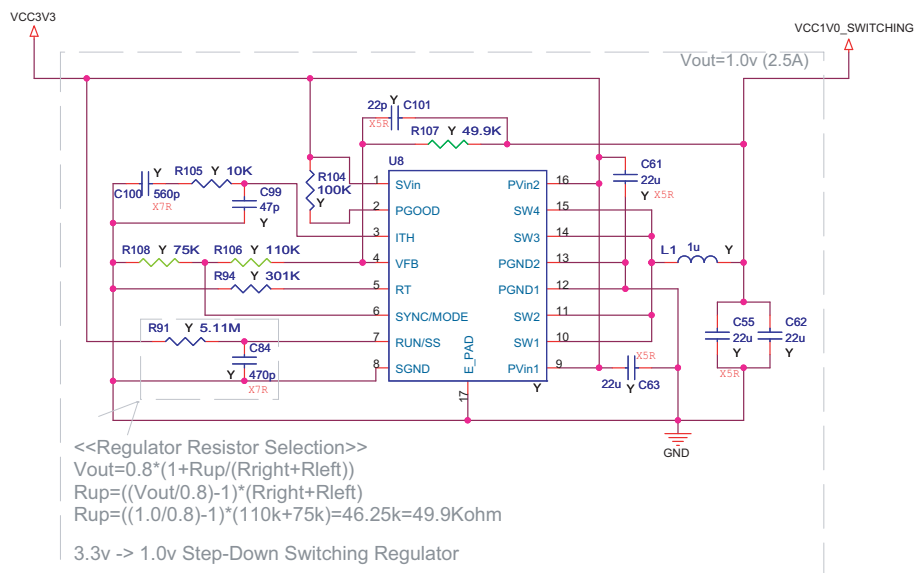 VCC3V3
VCC1V0_SWITCHING
Vout=1.0v (2.5A)
22p Y C101
X5R
R107 Y 49.9K
U8
R105 Y 10K
C100 Y 560p
X7R
C99
47p
Y
R104
100K
Y
C61
22u
Y X5R
1 SVin
2 PGOOD
3 ITH
4 VFB
5 RT
6 SYNC/MODE
7 RUN/SS
8 SGND
E_PAD
17
PVin2 16
SW4 15
SW3 14
PGND2 13
PGND1 12
SW2 11
SW1 10
PVin1 9
Y
R108 Y 75K
R106 Y 110K
R94 Y 301K
L1 1u Y
R91 Y 5.11M
C84
Y 470p
X7R
C55
22u
Y
X5R
C62
22u
Y
X5R
22u Y C63
GND
<<Regulator Resistor Selection>>
Vout=0.8*(1+Rup/(Rright+Rleft))
Rup=((Vout/0.8)-1)*(Rright+Rleft)
Rup=((1.0/0.8)-1)*(110k+75k)=46.25k=49.9Kohm
3.3v -> 1.0v Step-Down Switching Regulator